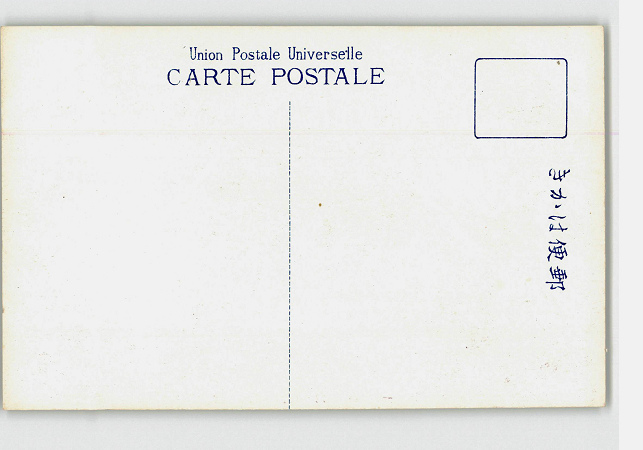 Union Postale Universelle
CARTE POSTALE
郵便はかき